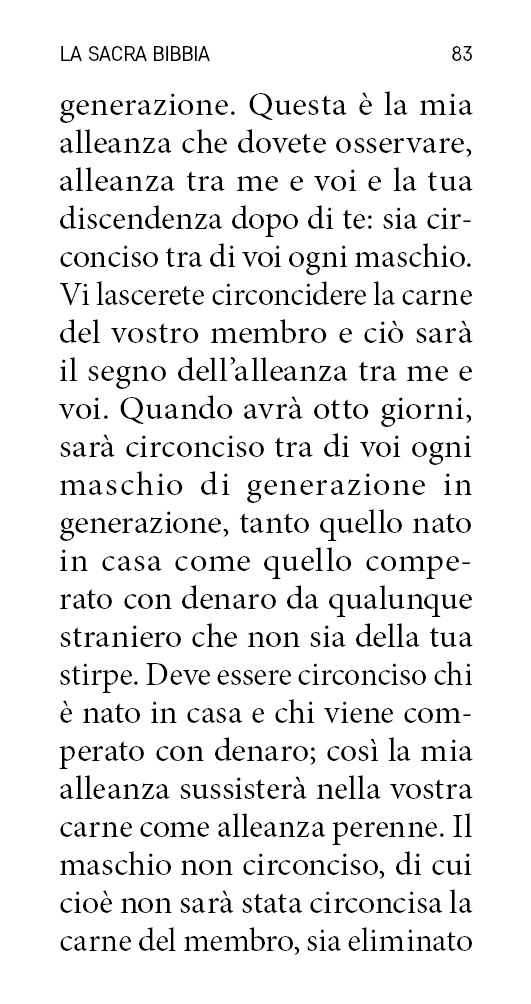 LA SACRA BIBBIA 83
generazione. Questa è la mia
alleanza che dovete osservare,
alleanza tra me e voi e la tua
discendenza dopo di te: sia cir-
conciso tra di voi ogni maschio.
Vi lascerete circoncidere la carne
del vostro membro e ciò sarà
il segno dell’alleanza tra me e
voi. Quando avrà otto giorni,
sarà circonciso tra di voi ogni
maschio di generazione in
generazione, tanto quello nato
in casa come quello compe-
rato con denaro da qualunque
straniero che non sia della tua
stirpe. Deve essere circonciso chi
è nato in casa e chi viene com-
perato con denaro; così la mia
alleanza sussisterà nella vostra
carne come alleanza perenne. Il
maschio non circonciso, di cui
cioè non sarà stata circoncisa la
carne del membro, sia eliminato